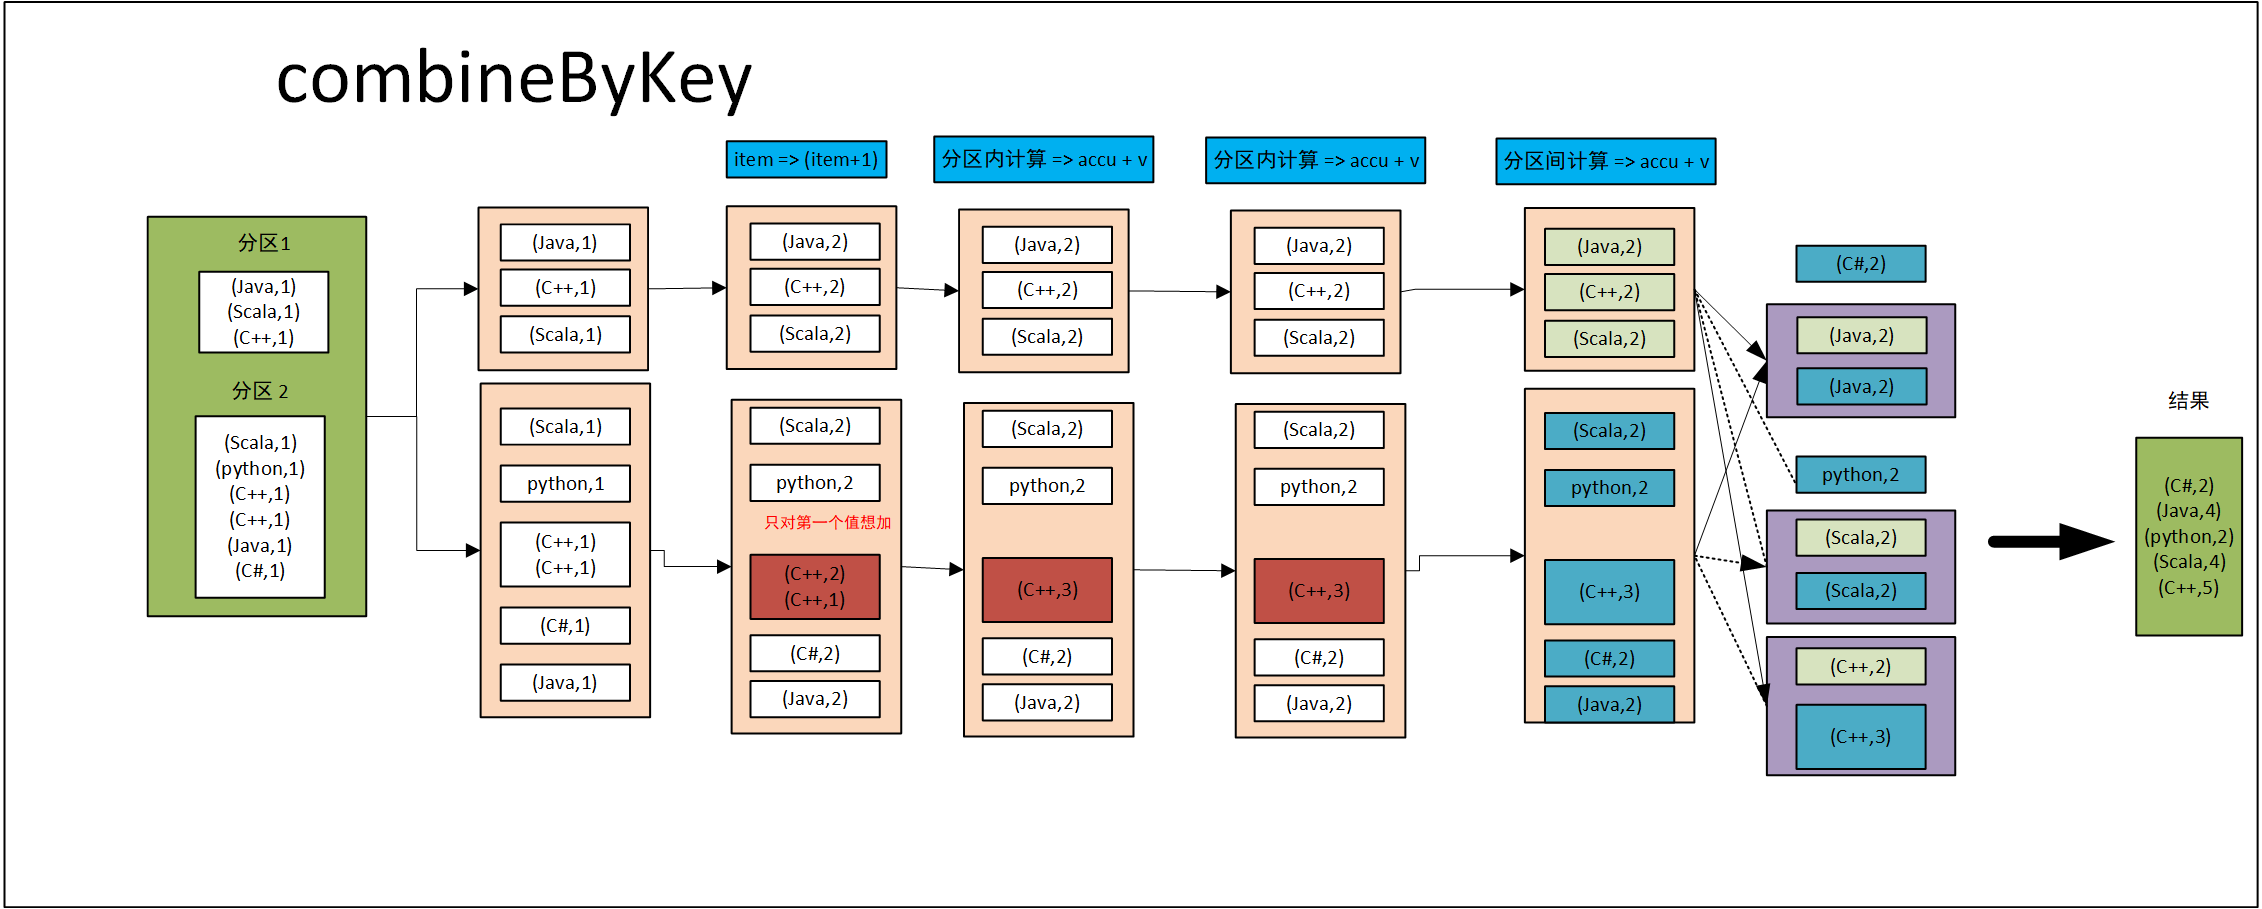 combineByKey
item => (item+1)
分区内计算 => accu + v
分区内计算 => accu + v
分区间计算 => accu + v
分区1
(Java,1)
(Scala,1)
(C++,1)
分区 2
(Scala,1)
(python,1)
(C++,1)
(C++,1)
(Java,1)
(C#,1)
(Java,1)
(C++,1)
(Scala,1)
(Scala,1)
python,1
(C++,1)
(C++,1)
(C#,1)
(Java,1)
(Java,2)
(C++,2)
(Scala,2)
(Scala,2)
python,2
只对第一个值想加
(C++,2)
(C++,1)
(C#,2)
(Java,2)
(Java,2)
(C++,2)
(Scala,2)
(Scala,2)
python,2
(C++,3)
(C#,2)
(Java,2)
(Java,2)
(C++,2)
(Scala,2)
(Scala,2)
python,2
(C++,3)
(C#,2)
(Java,2)
(Java,2)
(C++,2)
(Scala,2)
(Scala,2)
python,2
(C++,3)
(C#,2)
(Java,2)
(C#,2)
(Java,2)
(Java,2)
python,2
(Scala,2)
(Scala,2)
(C++,2)
(C++,3)
结果
(C#,2)
(Java,4)
(python,2)
(Scala,4)
(C++,5)